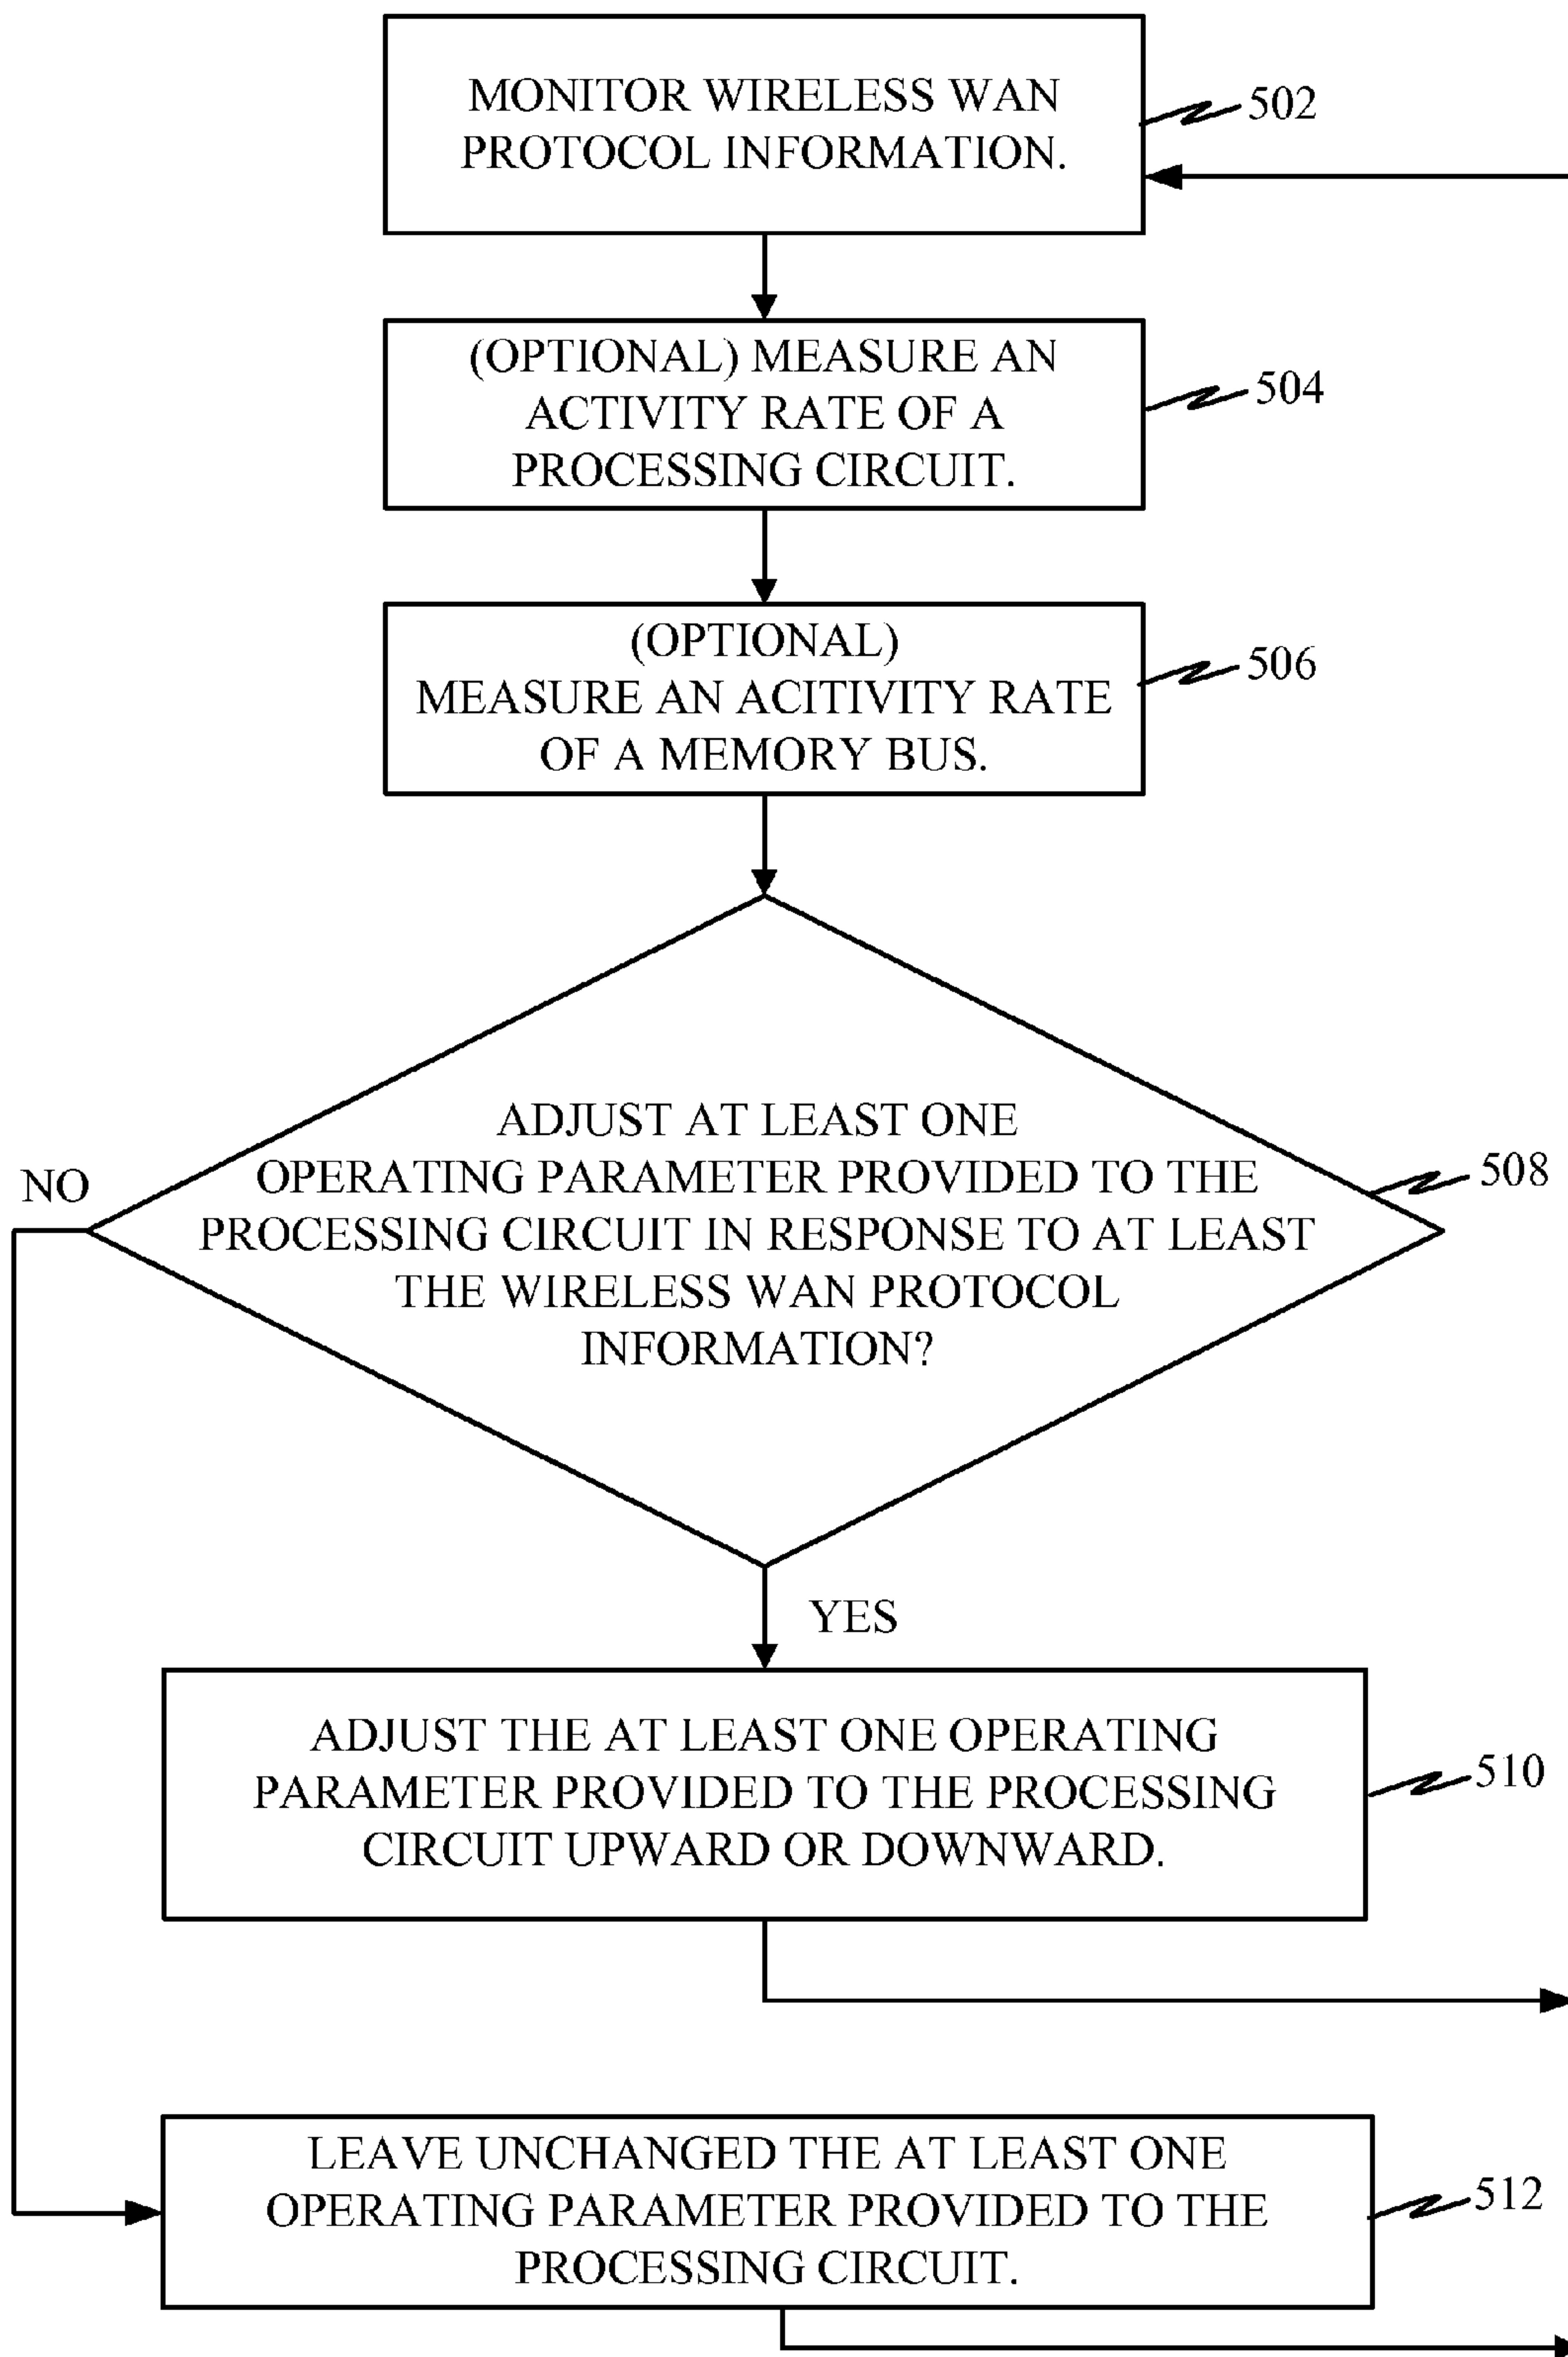 MONITOR WIRELESS WAN
PROTOCOL INFORMATION.
502
(OPTIONAL) MEASURE AN
ACTIVITY RATE OF A
PROCESSING CIRCUIT.
504
(OPTIONAL)
MEASURE AN ACITIVITY RATE
OF A MEMORY BUS.
506
ADJUST AT LEAST ONE
OPERATING PARAMETER PROVIDED TO THE
PROCESSING CIRCUIT IN RESPONSE TO AT LEAST
THE WIRELESS WAN PROTOCOL
INFORMATION?
508
NO
YES
ADJUST THE AT LEAST ONE OPERATING
PARAMETER PROVIDED TO THE PROCESSING
CIRCUIT UPWARD OR DOWNWARD.
510
LEAVE UNCHANGED THE AT LEAST ONE
OPERATING PARAMETER PROVIDED TO THE
PROCESSING CIRCUIT.
512